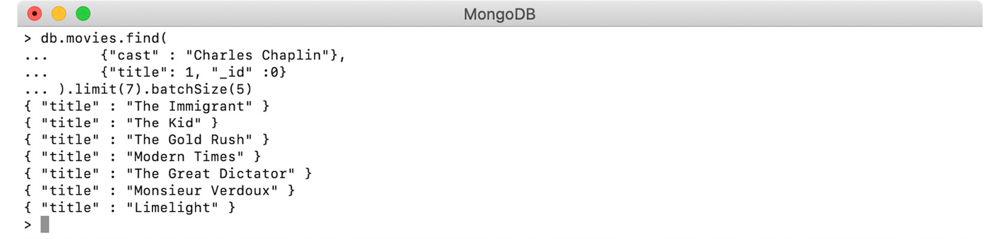 MongoDB
> db.movies.find(
...      {"cast" : "Charles Chaplin"},
...      {"title": 1, "_id" :0}
... ).limit(7).batchSize(5)
{ "title" : "The Immigrant" }
{ "title" : "The Kid" }
{ "title" : "The Gold Rush" }
{ "title" : "Modern Times" }
{ "title" : "The Great Dictator" }
{ "title" : "Monsieur Verdoux" }
{ "title" : "Limelight" }
>